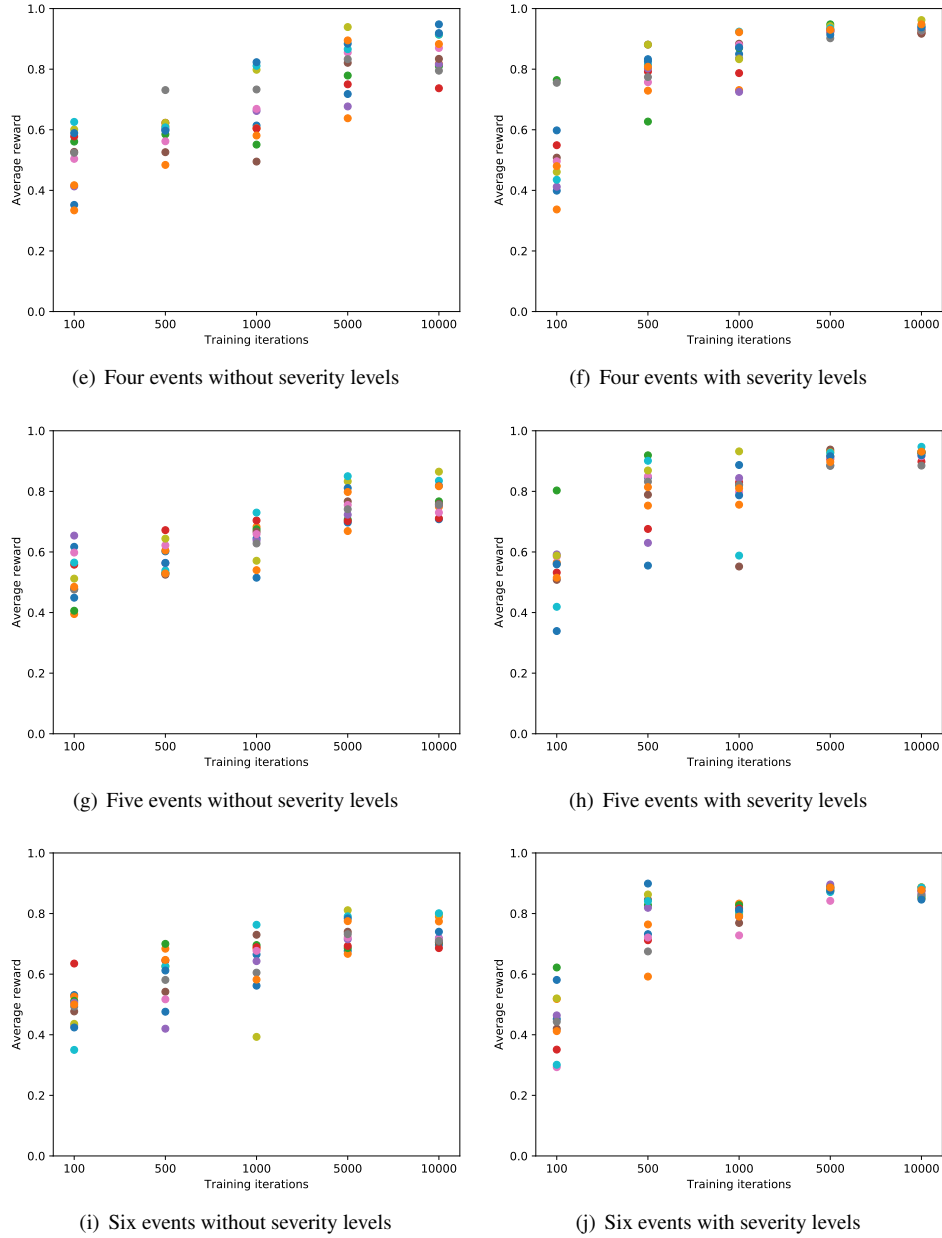 1.0
0.8
0.6
0.4
0.2
0.0
Average reward
100 500 1000 5000 10000
Training iterations
(e) Four events without severity levels
1.0
0.8
0.6
0.4
0.2
0.0
Average reward
100 500 1000 5000 10000
Training iterations
(f) Four events with severity levels
1.0
0.8
0.6
0.4
0.2
0.0
Average reward
100 500 1000 5000 10000
Training iterations
(g) Five events without severity levels
1.0
0.8
0.6
0.4
0.2
0.0
Average reward
100 500 1000 5000 10000
Training iterations
(h) Five events with severity levels
1.0
0.8
0.6
0.4
0.2
0.0
Average reward
100 500 1000 5000 10000
Training iterations
(i) Six events without severity levels
1.0
0.8
0.6
0.4
0.2
0.0
Average reward
100 500 1000 5000 10000
Training iterations
(j) Six events with severity levels